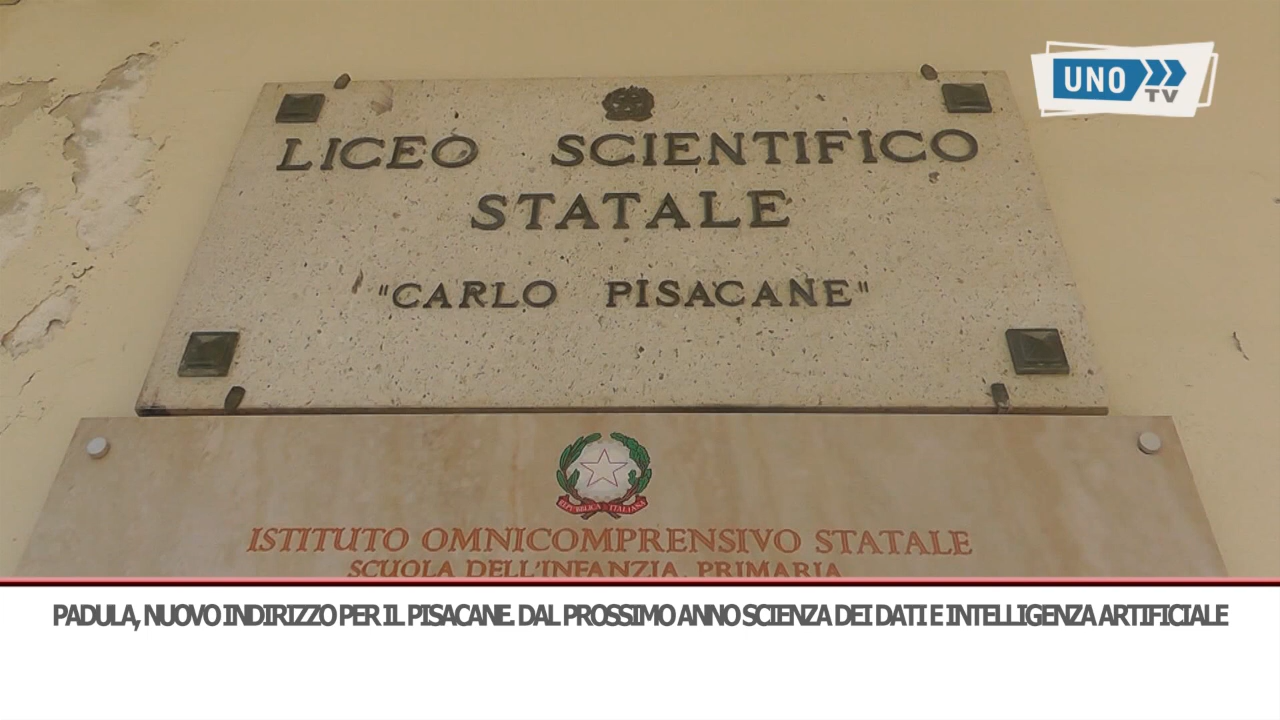 UNO
TV
LICEO SCIENTIFICO
STATALE
"CARLO PISACANE"
REPUBBLICA ITALIANA
ISTITUTO OMNICOMPRENSIVO STATALE
SCUOLA DELL'INFANZIA, PRIMARIA
PADULA, NUOVO INDIRIZZO PER IL PISACANE. DAL PROSSIMO ANNO SCIENZA DEI DATI E INTELLIGENZA ARTIFICIALE